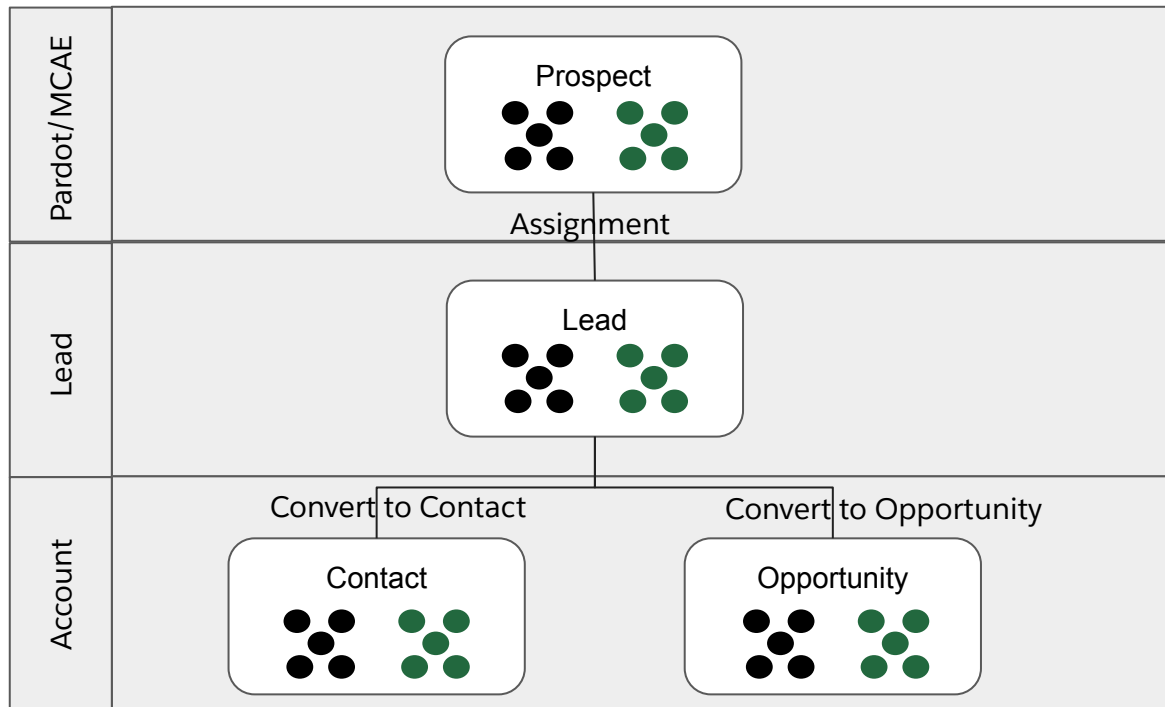 Pardot/MCAE
Prospect
Assignment
Lead
Lead
Account
Convert to Contact
Convert to Opportunity
Contact
Opportunity